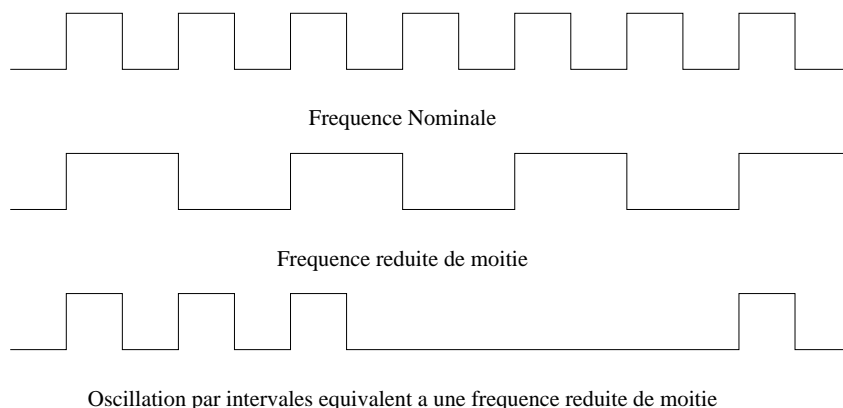 Frequence Nominale
Frequence reduite de moitie
Oscillation par intervales equivalent a une frequence reduite de moitie